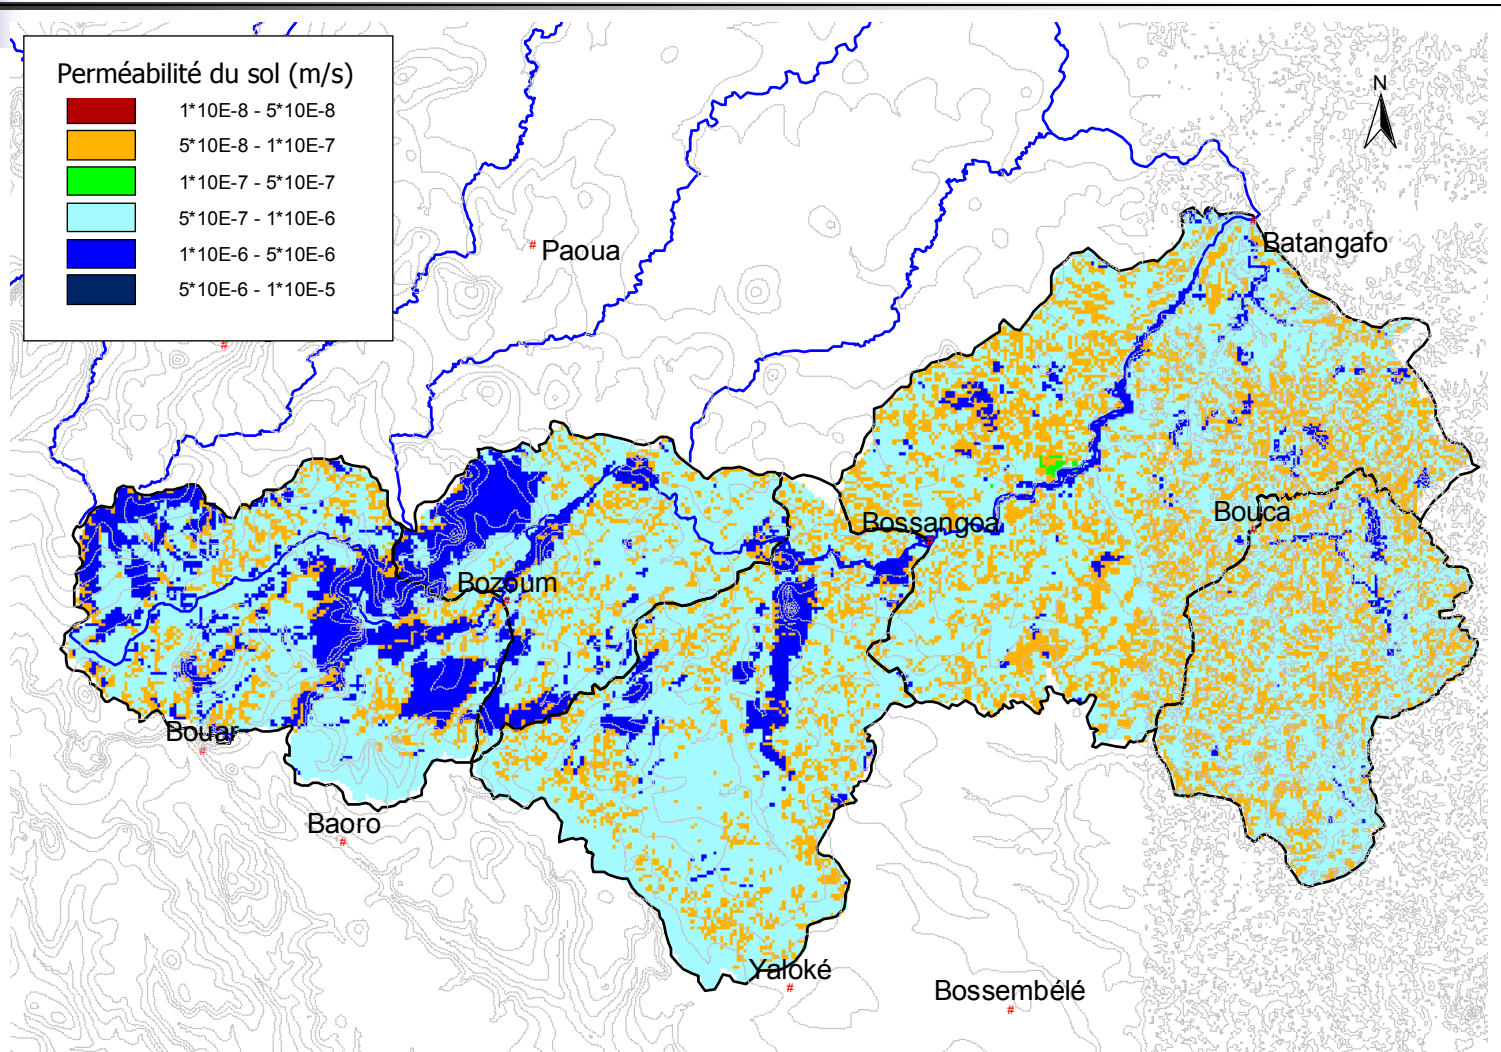 Perméabilité du sol (m/s)
1*10E-8 - 5*10E-8
5*10E-8 - 1*10E-7
1*10E-7 - 5*10E-7
5*10E-7 - 1*10E-6
1*10E-6 - 5*10E-6
5*10E-6 - 1*10E-5
N
# Paoua
Batangafo
#
Bossangoa
Bouca
Bozoum
Bouar
#
Baoro
#
Yaloké
#
Bossembélé
#